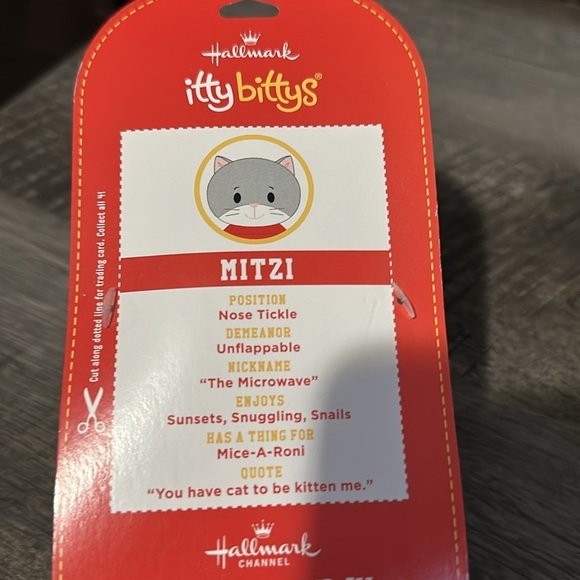 Hallmark
itty bittys®
MITZI
POSITION
Nose Tickle
DEMEANOR
Unflappable
NICKNAME
“The Microwave”
ENJOYS
Sunsets, Snuggling, Snails
HAS A THING FOR
Mice-A-Roni
QUOTE
“You have cat to be kitten me.”
Cut along dotted line for trading card. Collect all 4!
Hallmark
CHANNEL